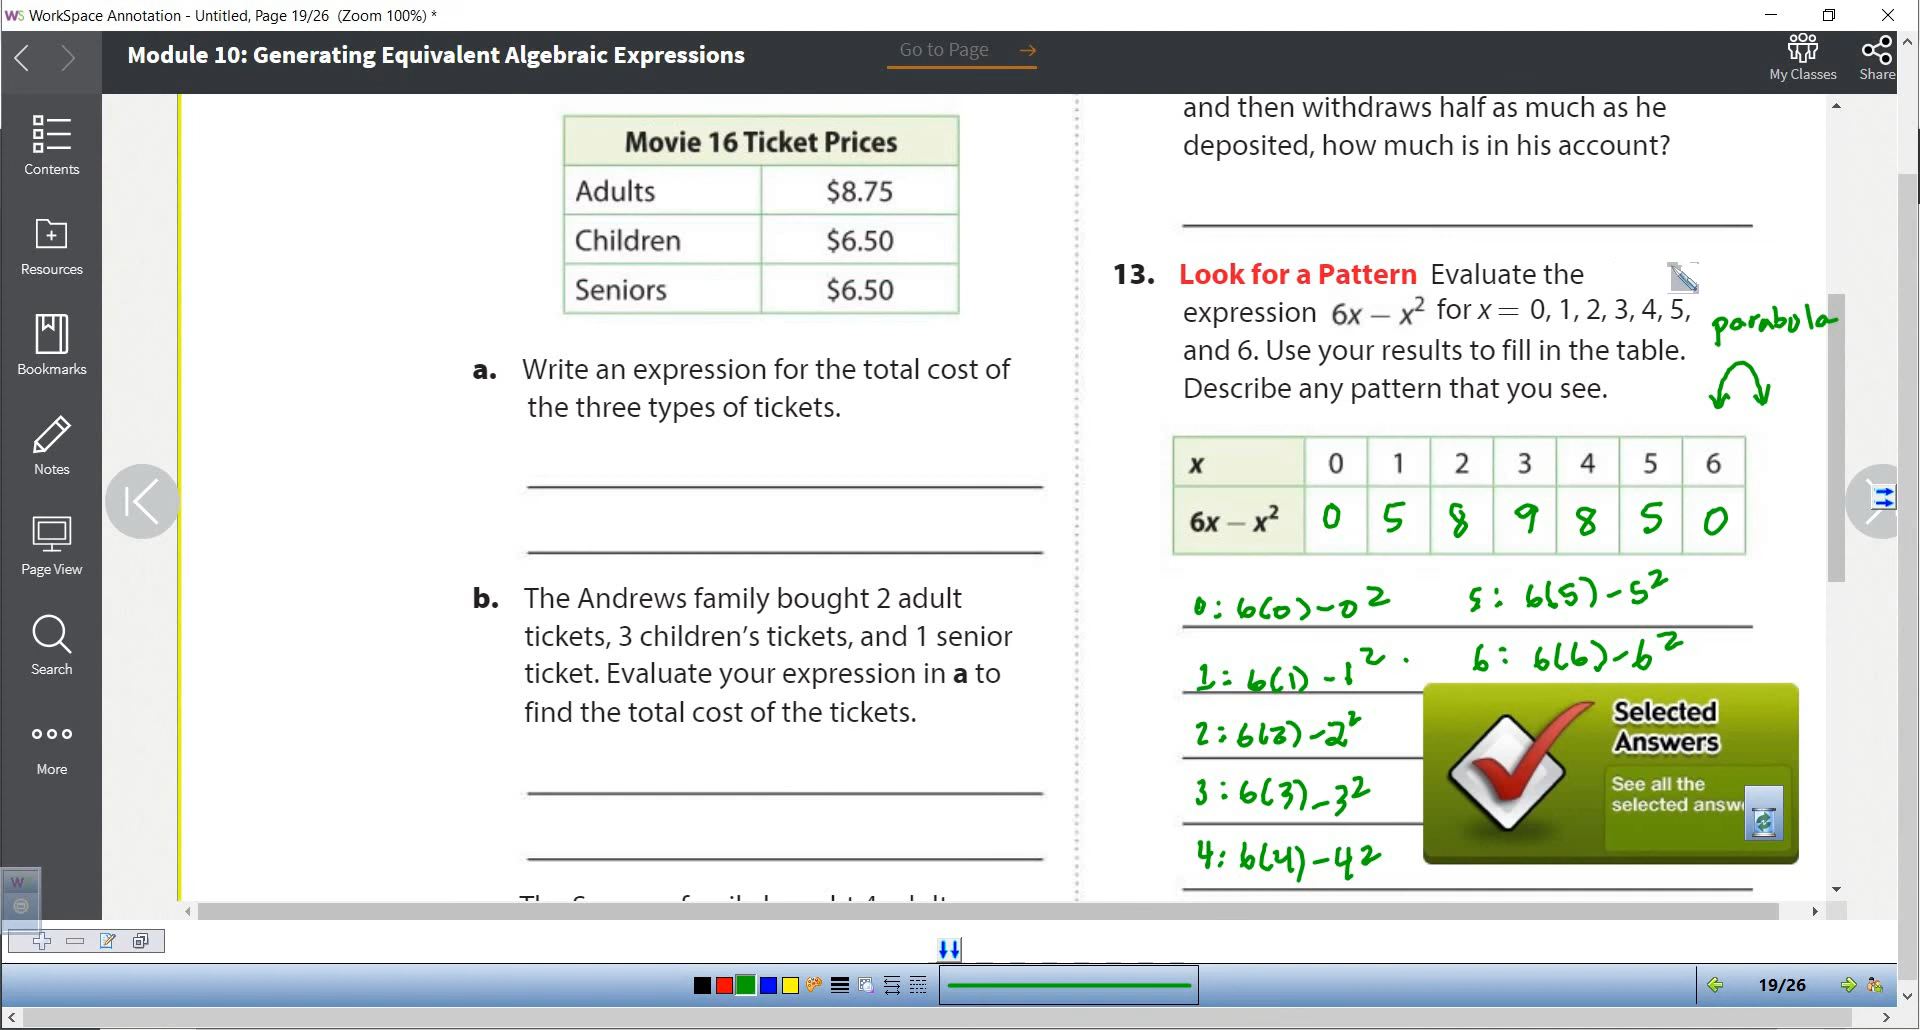 WS WorkSpace Annotation - Untitled, Page 19/26 (Zoom 100%) *
Module 10: Generating Equivalent Algebraic Expressions
Go to Page
My Classes
Share
Contents
Resources
Bookmarks
Notes
Page View
Search
More
Movie 16 Ticket Prices
Adults $8.75
Children $6.50
Seniors $6.50
a. Write an expression for the total cost of
the three types of tickets.
b. The Andrews family bought 2 adult
tickets, 3 children's tickets, and 1 senior
ticket. Evaluate your expression in a to
find the total cost of the tickets.
and then withdraws half as much as he
deposited, how much is in his account?
13. Look for a Pattern Evaluate the
expression 6x − x² for x = 0, 1, 2, 3, 4, 5,
and 6. Use your results to fill in the table.
Describe any pattern that you see.
parabola
x 0 1 2 3 4 5 6
6x − x² 0 5 8 9 8 5 0
0: 6(0)-0²
1: 6(1)-1²
2: 6(2)-2²
3: 6(3)-3²
4: 6(4)-4²
5: 6(5)-5²
6: 6(6)-6²
Selected
Answers
See all the
selected answ
19/26